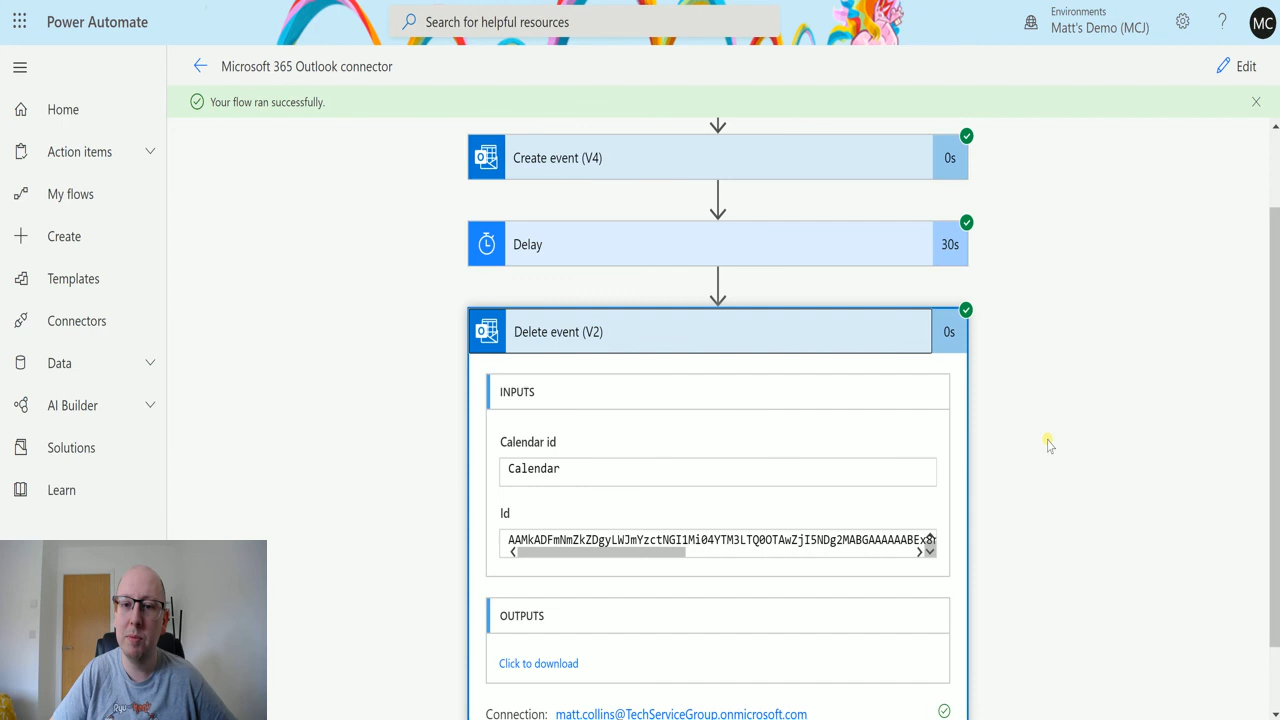 Power Automate
Search for helpful resources
Environments
Matt's Demo (MCJ)
MC
Microsoft 365 Outlook connector
Edit
Your flow ran successfully.
Home
Action items
My flows
Create
Templates
Connectors
Data
AI Builder
Solutions
Learn
Create event (V4)
0s
Delay
30s
Delete event (V2)
0s
INPUTS
Calendar id
Calendar
Id
OUTPUTS
Click to download
Connection: matt.collins@TechServiceGroup.onmicrosoft.com